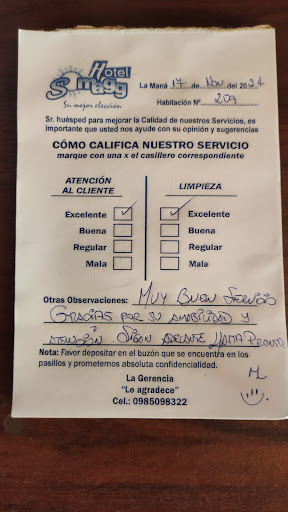 Hotel
Somagg
Su mejor elección
La Maná 17 de Nov del 2024
Habitación Nº. 209
Sr. huésped para mejorar la Calidad de nuestros Servicios, es
importante que usted nos ayude con su opinión y sugerencias
CÓMO CALIFICA NUESTRO SERVICIO
marque con una x el casillero correspondiente
ATENCIÓN
AL CLIENTE
Excelente ✓
Buena
Regular
Mala
LIMPIEZA
✓ Excelente
Buena
Regular
Mala
Otras Observaciones: MUY BUEN SERVICIO
GRACIAS POR SU AMABILIDAD Y
ATENCIÓN SIGAN ADELANTE HASTA PRONTO
Nota: Favor depositar en el buzón que se encuentra en los
pasillos y prometemos absoluta confidencialidad.
La Gerencia
"Le agradece"
Cel.: 0985098322